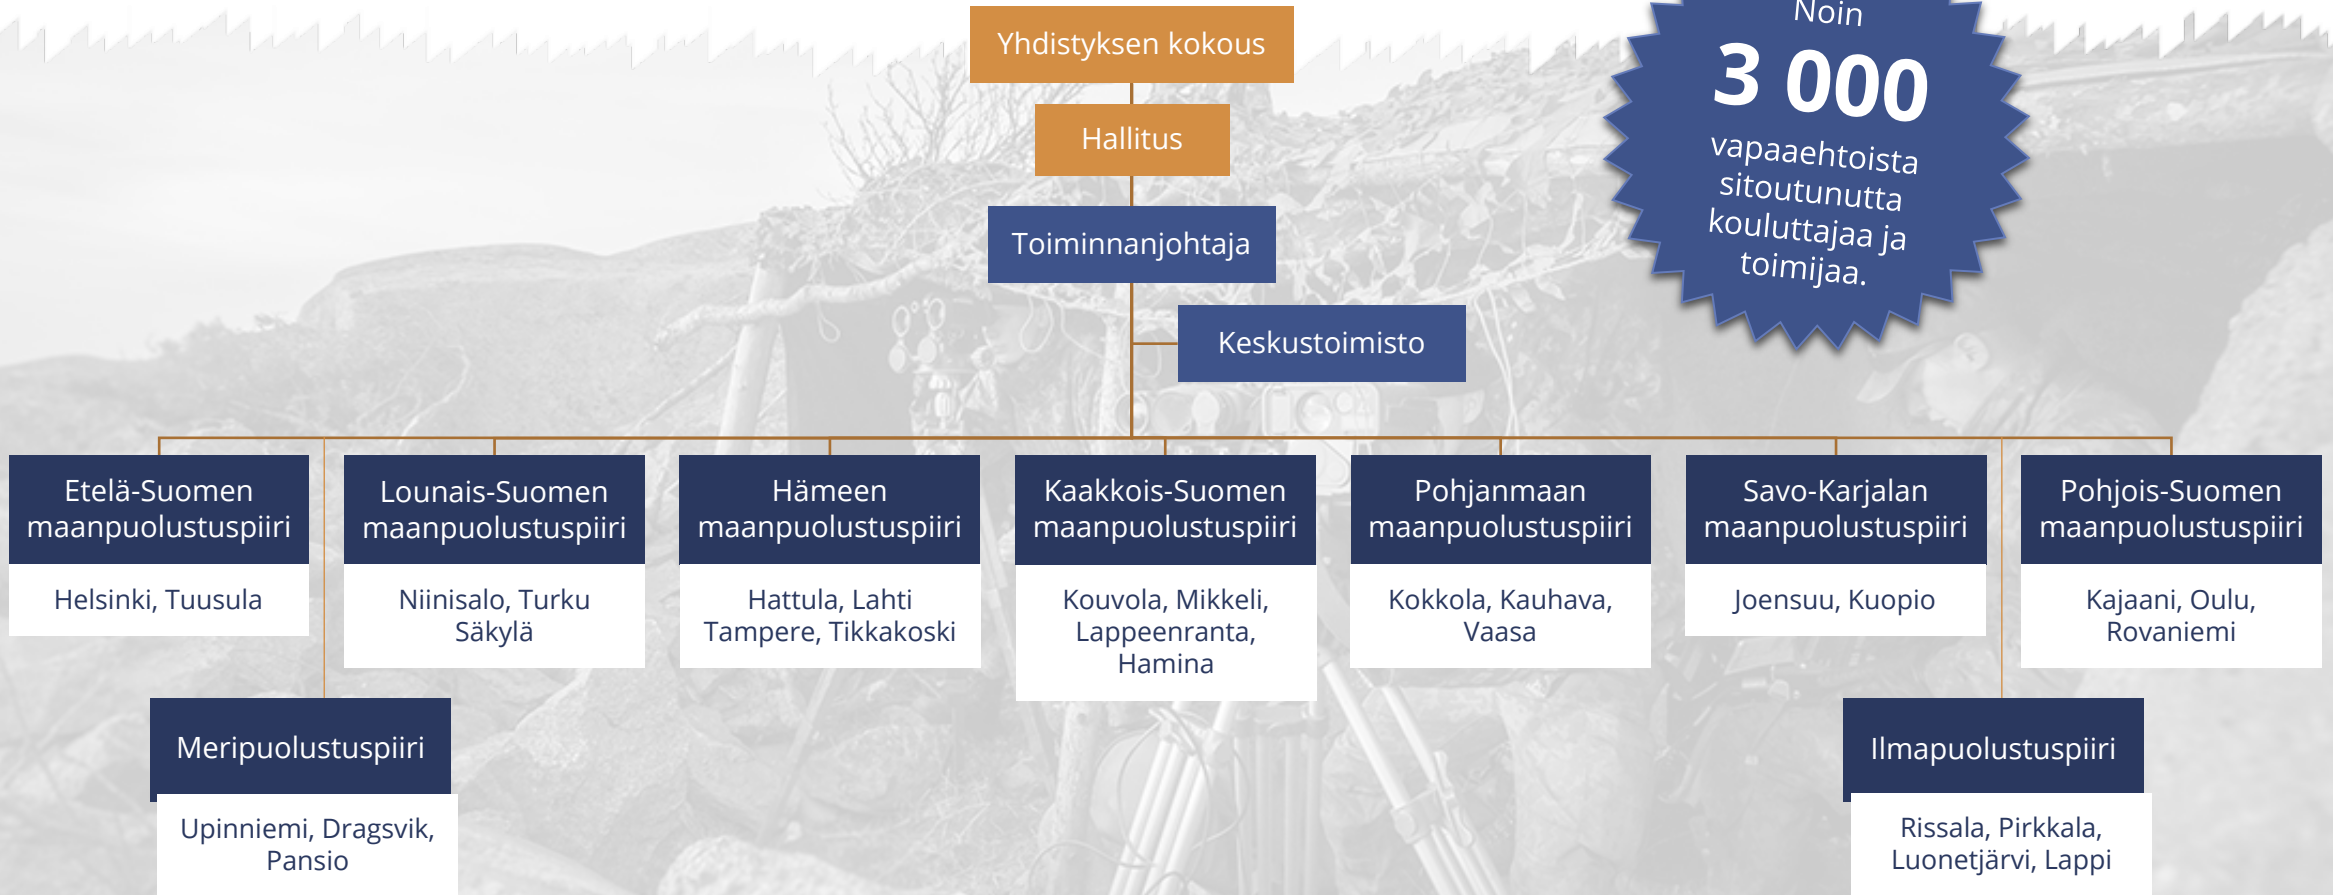 Yhdistyksen kokous
Hallitus
Toiminnanjohtaja
Keskustoimisto
Noin
3 000
vapaaehtoista
sitoutunutta
kouluttajaa ja
toimijaa.
Etelä-Suomen
maanpuolustuspiiri
Helsinki, Tuusula
Lounais-Suomen
maanpuolustuspiiri
Niinisalo, Turku
Säkylä
Hämeen
maanpuolustuspiiri
Hattula, Lahti
Tampere, Tikkakoski
Kaakkois-Suomen
maanpuolustuspiiri
Kouvola, Mikkeli,
Lappeenranta,
Hamina
Pohjanmaan
maanpuolustuspiiri
Kokkola, Kauhava,
Vaasa
Savo-Karjalan
maanpuolustuspiiri
Joensuu, Kuopio
Pohjois-Suomen
maanpuolustuspiiri
Kajaani, Oulu,
Rovaniemi
Meripuolustuspiiri
Upinniemi, Dragsvik,
Pansio
Ilmapuolustuspiiri
Rissala, Pirkkala,
Luonetjärvi, Lappi